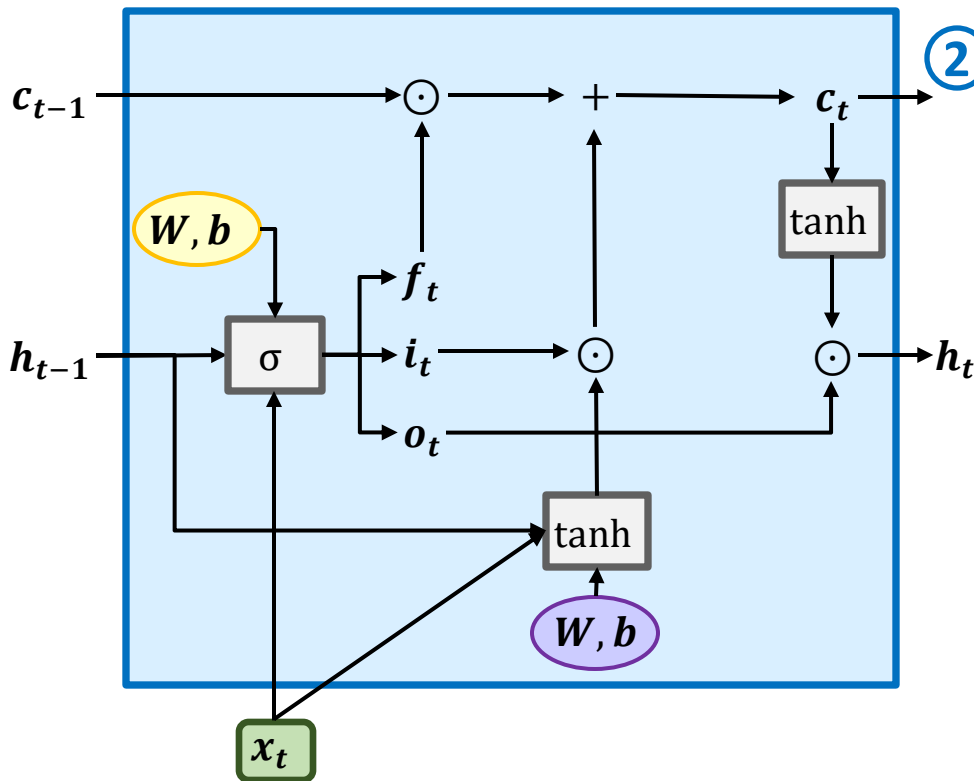 ②
c_{t−1}
⊙
+
c_t
tanh
W, b
f_t
h_{t−1}
σ
i_t
⊙
⊙
h_t
o_t
tanh
W, b
x_t